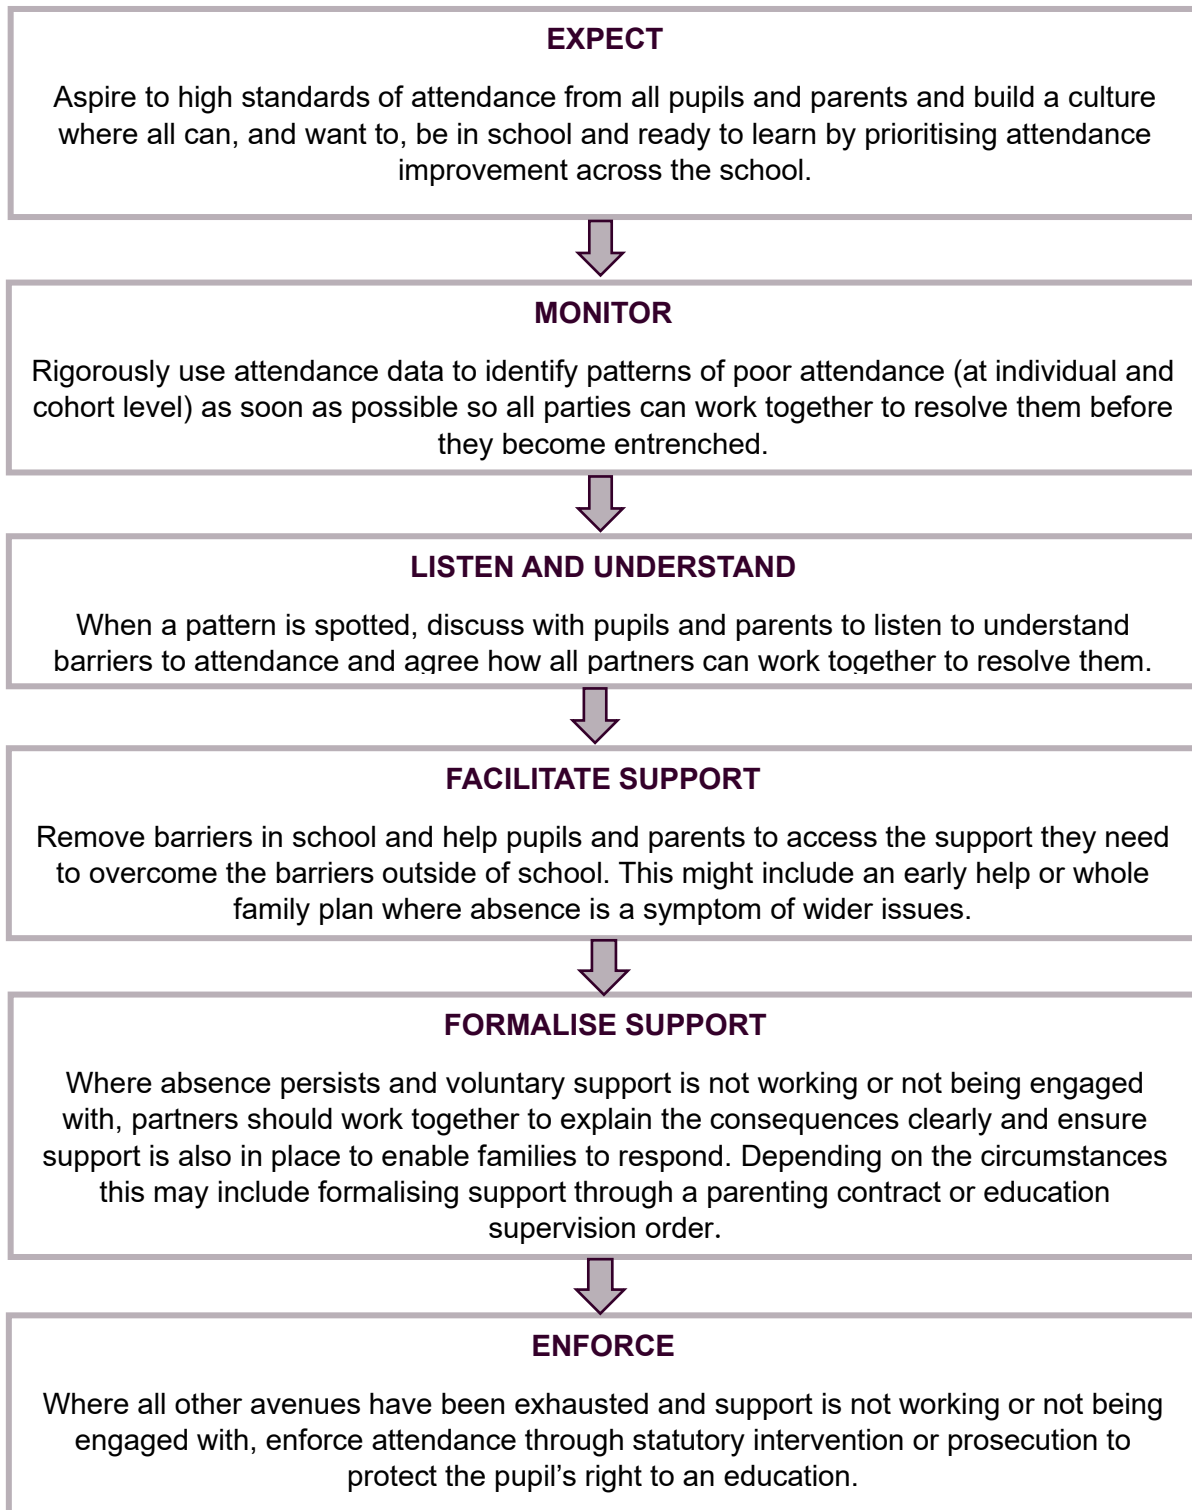 EXPECT
Aspire to high standards of attendance from all pupils and parents and build a culture
where all can, and want to, be in school and ready to learn by prioritising attendance
improvement across the school.
MONITOR
Rigorously use attendance data to identify patterns of poor attendance (at individual and
cohort level) as soon as possible so all parties can work together to resolve them before
they become entrenched.
LISTEN AND UNDERSTAND
When a pattern is spotted, discuss with pupils and parents to listen to understand
barriers to attendance and agree how all partners can work together to resolve them.
FACILITATE SUPPORT
Remove barriers in school and help pupils and parents to access the support they need
to overcome the barriers outside of school. This might include an early help or whole
family plan where absence is a symptom of wider issues.
FORMALISE SUPPORT
Where absence persists and voluntary support is not working or not being engaged
with, partners should work together to explain the consequences clearly and ensure
support is also in place to enable families to respond. Depending on the circumstances
this may include formalising support through a parenting contract or education
supervision order.
ENFORCE
Where all other avenues have been exhausted and support is not working or not being
engaged with, enforce attendance through statutory intervention or prosecution to
protect the pupil’s right to an education.